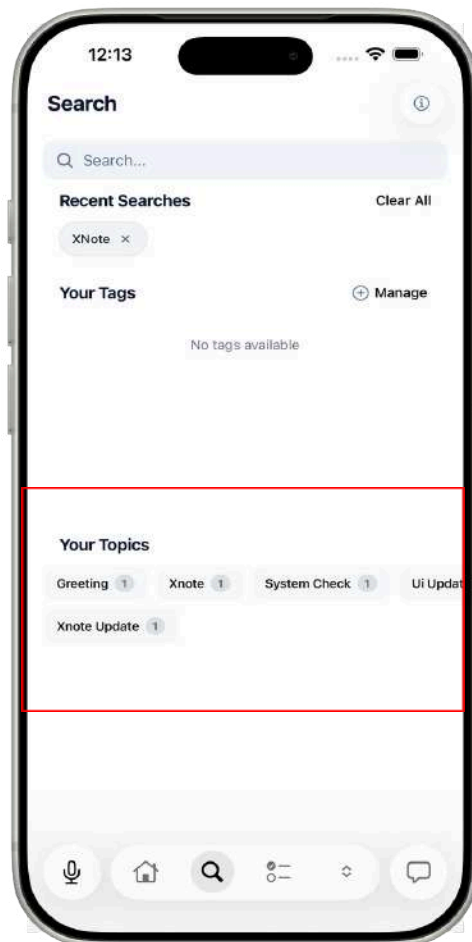 12:13
Search
Search...
Recent Searches Clear All
XNote ×
Your Tags Manage
No tags available
Your Topics
Greeting 1 Xnote 1 System Check 1 Ui Updat
Xnote Update 1